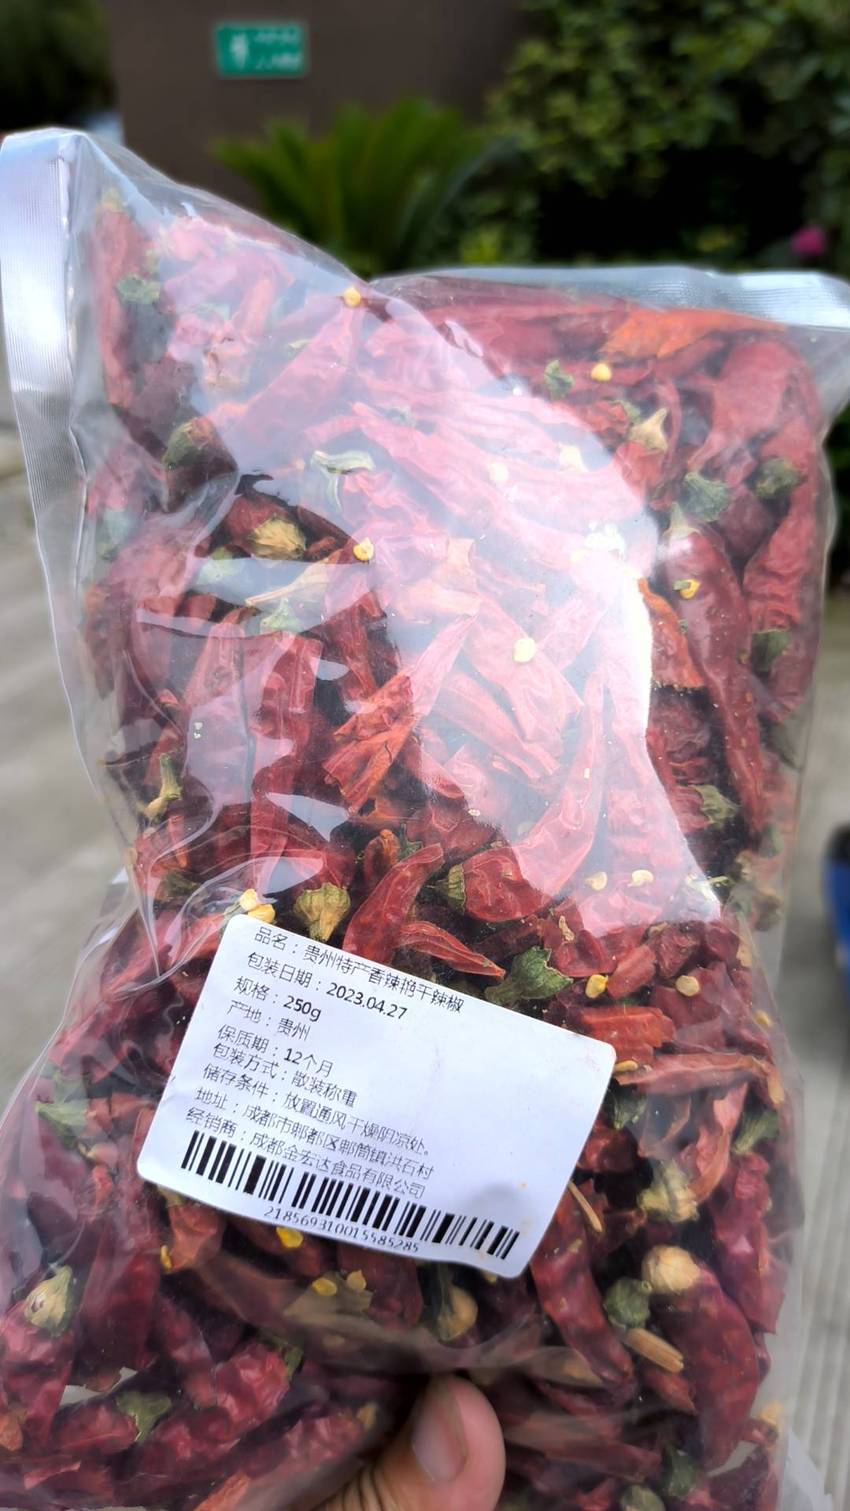 品名：贵州特产香辣艳干辣椒
包装日期：2023.04.27
规格：250g
产地：贵州
保质期：12个月
包装方式：散装称重
储存条件：放置通风干燥阴凉处。
地址：成都市郫都区郫筒镇洪石村
经销商：成都金宏达食品有限公司
218569310015585285